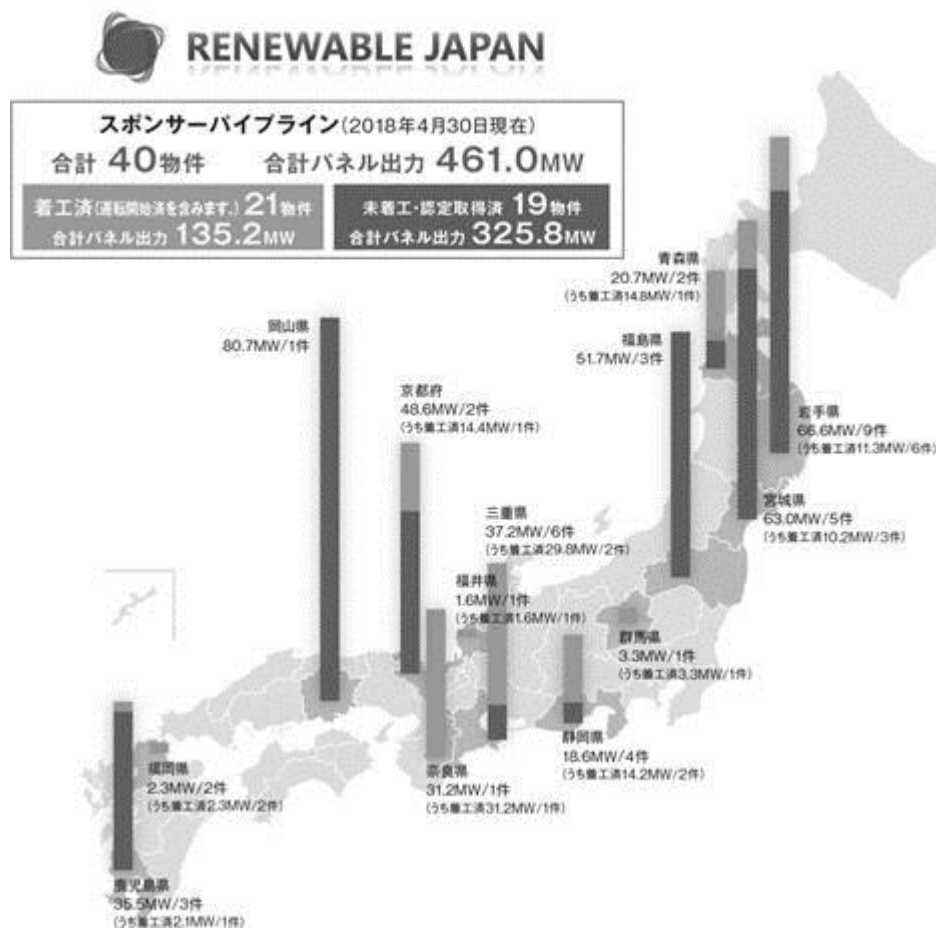 RENEWABLE JAPAN
スポンサーパイプライン(2018年4月30日現在)
合計 40物件 合計パネル出力 461.0MW
着工済(運転開始済を含みます。) 21物件
合計パネル出力 135.2MW
未着工・認定取得済 19物件
合計パネル出力 325.8MW
青森県
20.7MW/2件
(うち着工済14.8MW/1件)
岡山県
80.7MW/1件
福島県
51.7MW/3件
京都府
48.6MW/2件
(うち着工済14.4MW/1件)
岩手県
66.6MW/9件
(うち着工済11.3MW/6件)
宮城県
63.0MW/5件
(うち着工済10.2MW/3件)
三重県
37.2MW/6件
(うち着工済29.8MW/2件)
福井県
1.6MW/1件
(うち着工済1.6MW/1件)
群馬県
3.3MW/1件
(うち着工済3.3MW/1件)
静岡県
18.6MW/4件
(うち着工済14.2MW/2件)
奈良県
31.2MW/1件
(うち着工済31.2MW/1件)
福岡県
2.3MW/2件
(うち着工済2.3MW/2件)
鹿児島県
35.5MW/3件
(うち着工済2.1MW/1件)